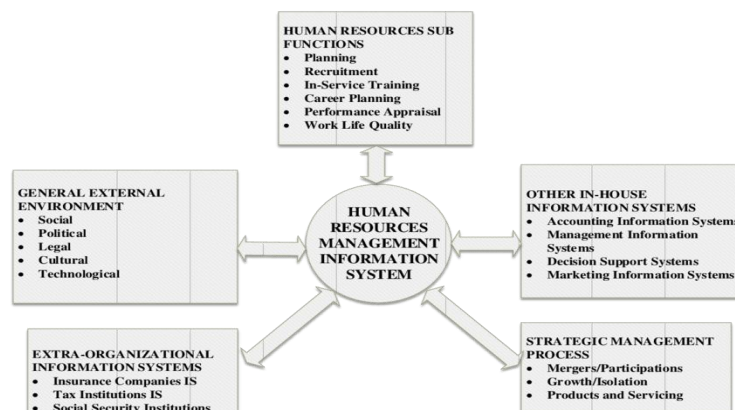 HUMAN RESOURCES SUB
FUNCTIONS
• Planning
• Recruitment
• In-Service Training
• Career Planning
• Performance Appraisal
• Work Life Quality
GENERAL EXTERNAL
ENVIRONMENT
• Social
• Political
• Legal
• Cultural
• Technological
HUMAN
RESOURCES
MANAGEMENT
INFORMATION
SYSTEM
OTHER IN-HOUSE
INFORMATION SYSTEMS
• Accounting Information Systems
• Management Information
Systems
• Decision Support Systems
• Marketing Information Systems
EXTRA-ORGANIZATIONAL
INFORMATION SYSTEMS
• Insurance Companies IS
• Tax Institutions IS
• Social Security Institutions
STRATEGIC MANAGEMENT
PROCESS
• Mergers/Participations
• Growth/Isolation
• Products and Servicing